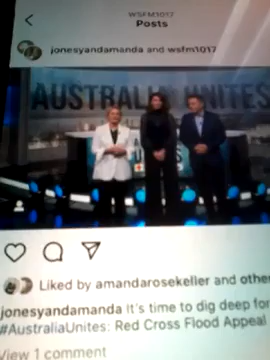 WSFM1017
Posts
jonesyandamanda and wsfm1017
AUSTRALIA UNITES
Liked by amandarosekeller and othe
jonesyandamanda It's time to dig deep for
#AustraliaUnites: Red Cross Flood Appeal
View 1 comment